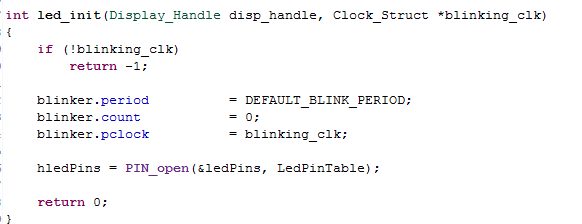 int led_init(Display_Handle disp_handle, Clock_Struct *blinking_clk)
{
    if (!blinking_clk)
        return -1;
    blinker.period          = DEFAULT_BLINK_PERIOD;
    blinker.count           = 0;
    blinker.pclock          = blinking_clk;
    hledPins = PIN_open(&ledPins, LedPinTable);
    return 0;
}